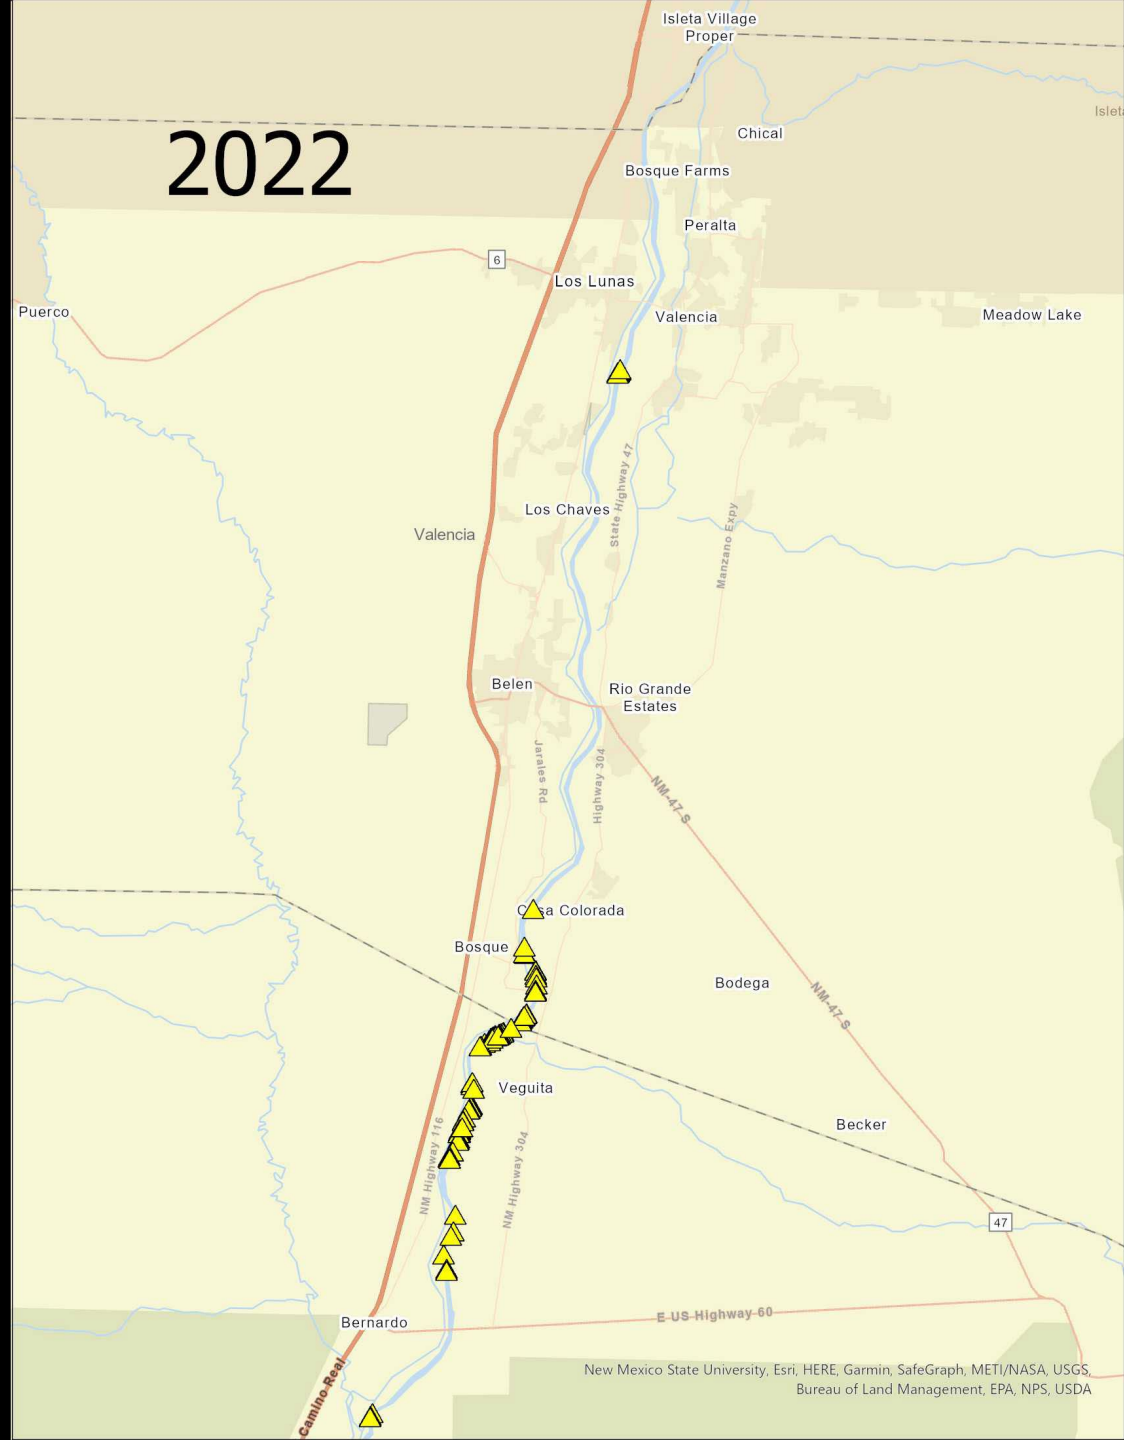 Isleta Village
Proper
Isleta
2022
Chical
Bosque Farms
Peralta
6
Los Lunas
Puerco
Valencia
Meadow Lake
State Highway 47
Los Chaves
Manzano Expy
Valencia
Belen
Rio Grande
Estates
Jarales Rd
Highway 304
NM-47 S
Casa Colorada
Bosque
Bodega
NM-47 S
Veguita
Becker
NM Highway 116
NM Highway 304
47
E US Highway 60
Bernardo
Camino Real
New Mexico State University, Esri, HERE, Garmin, SafeGraph, METI/NASA, USGS,
Bureau of Land Management, EPA, NPS, USDA